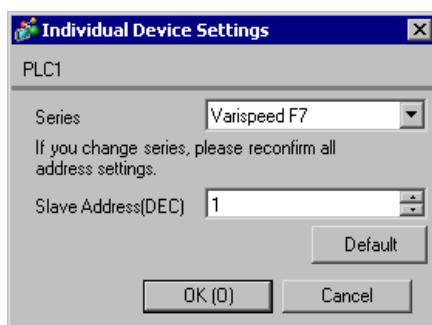 Individual Device Settings
PLC1
Series
Varispeed F7
If you change series, please reconfirm all
address settings.
Slave Address(DEC)
1
Default
OK (O)
Cancel